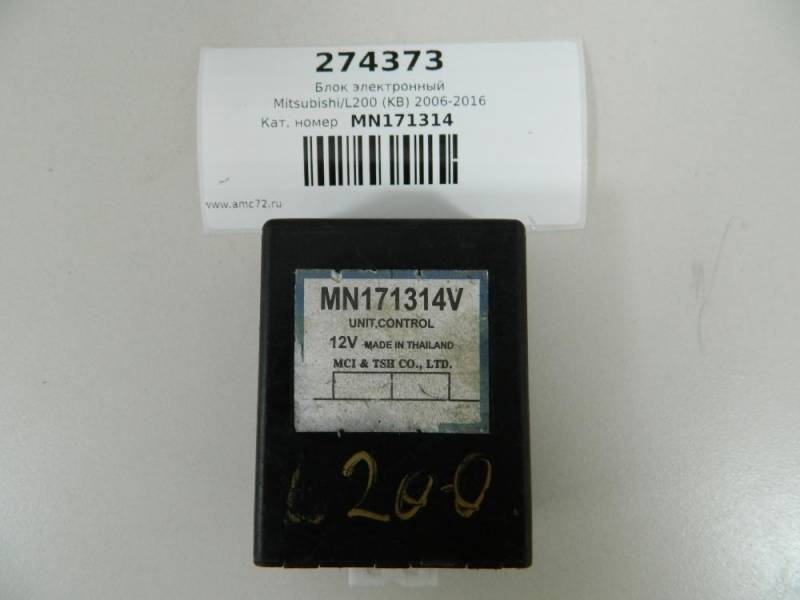 274373
Блок электронный
Mitsubishi/L200 (KB) 2006-2016
Кат. номер MN171314
www.amc72.ru
MN171314V
UNIT,CONTROL
12V MADE IN THAILAND
MCI & TSH CO., LTD.
L200